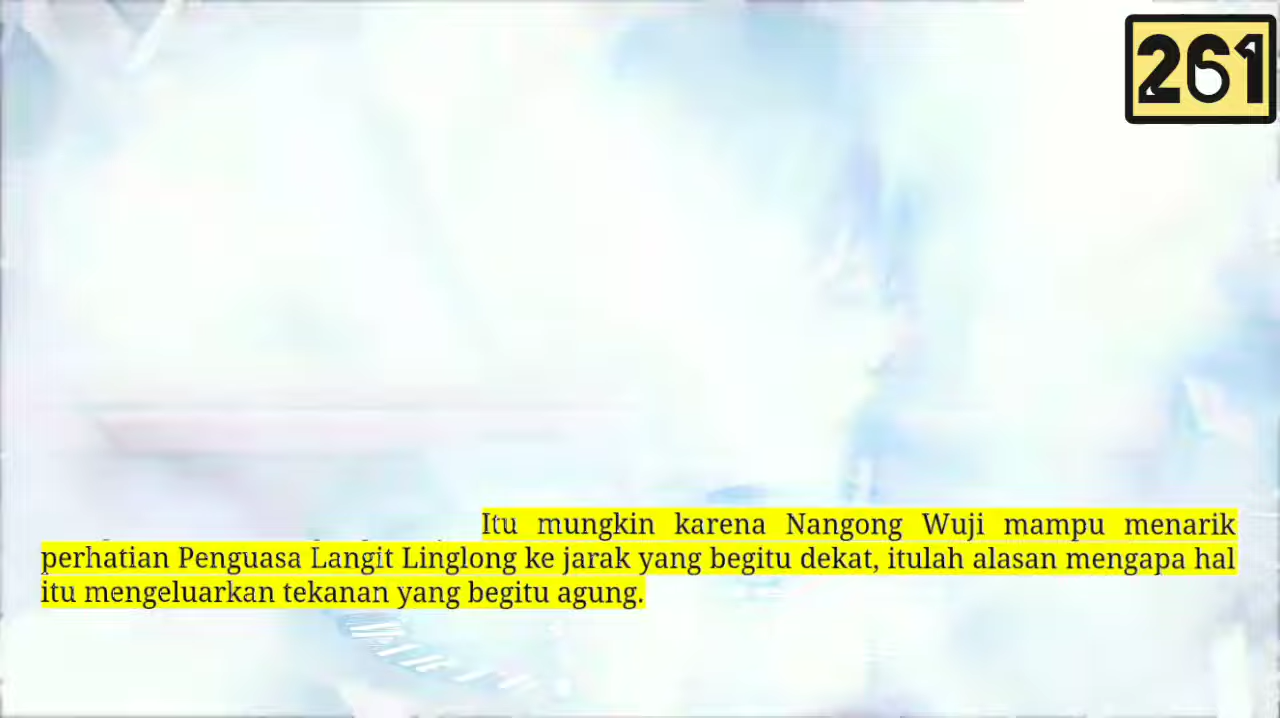 261
Itu mungkin karena Nangong Wuji mampu menarik
perhatian Penguasa Langit Linglong ke jarak yang begitu dekat, itulah alasan mengapa hal
itu mengeluarkan tekanan yang begitu agung.